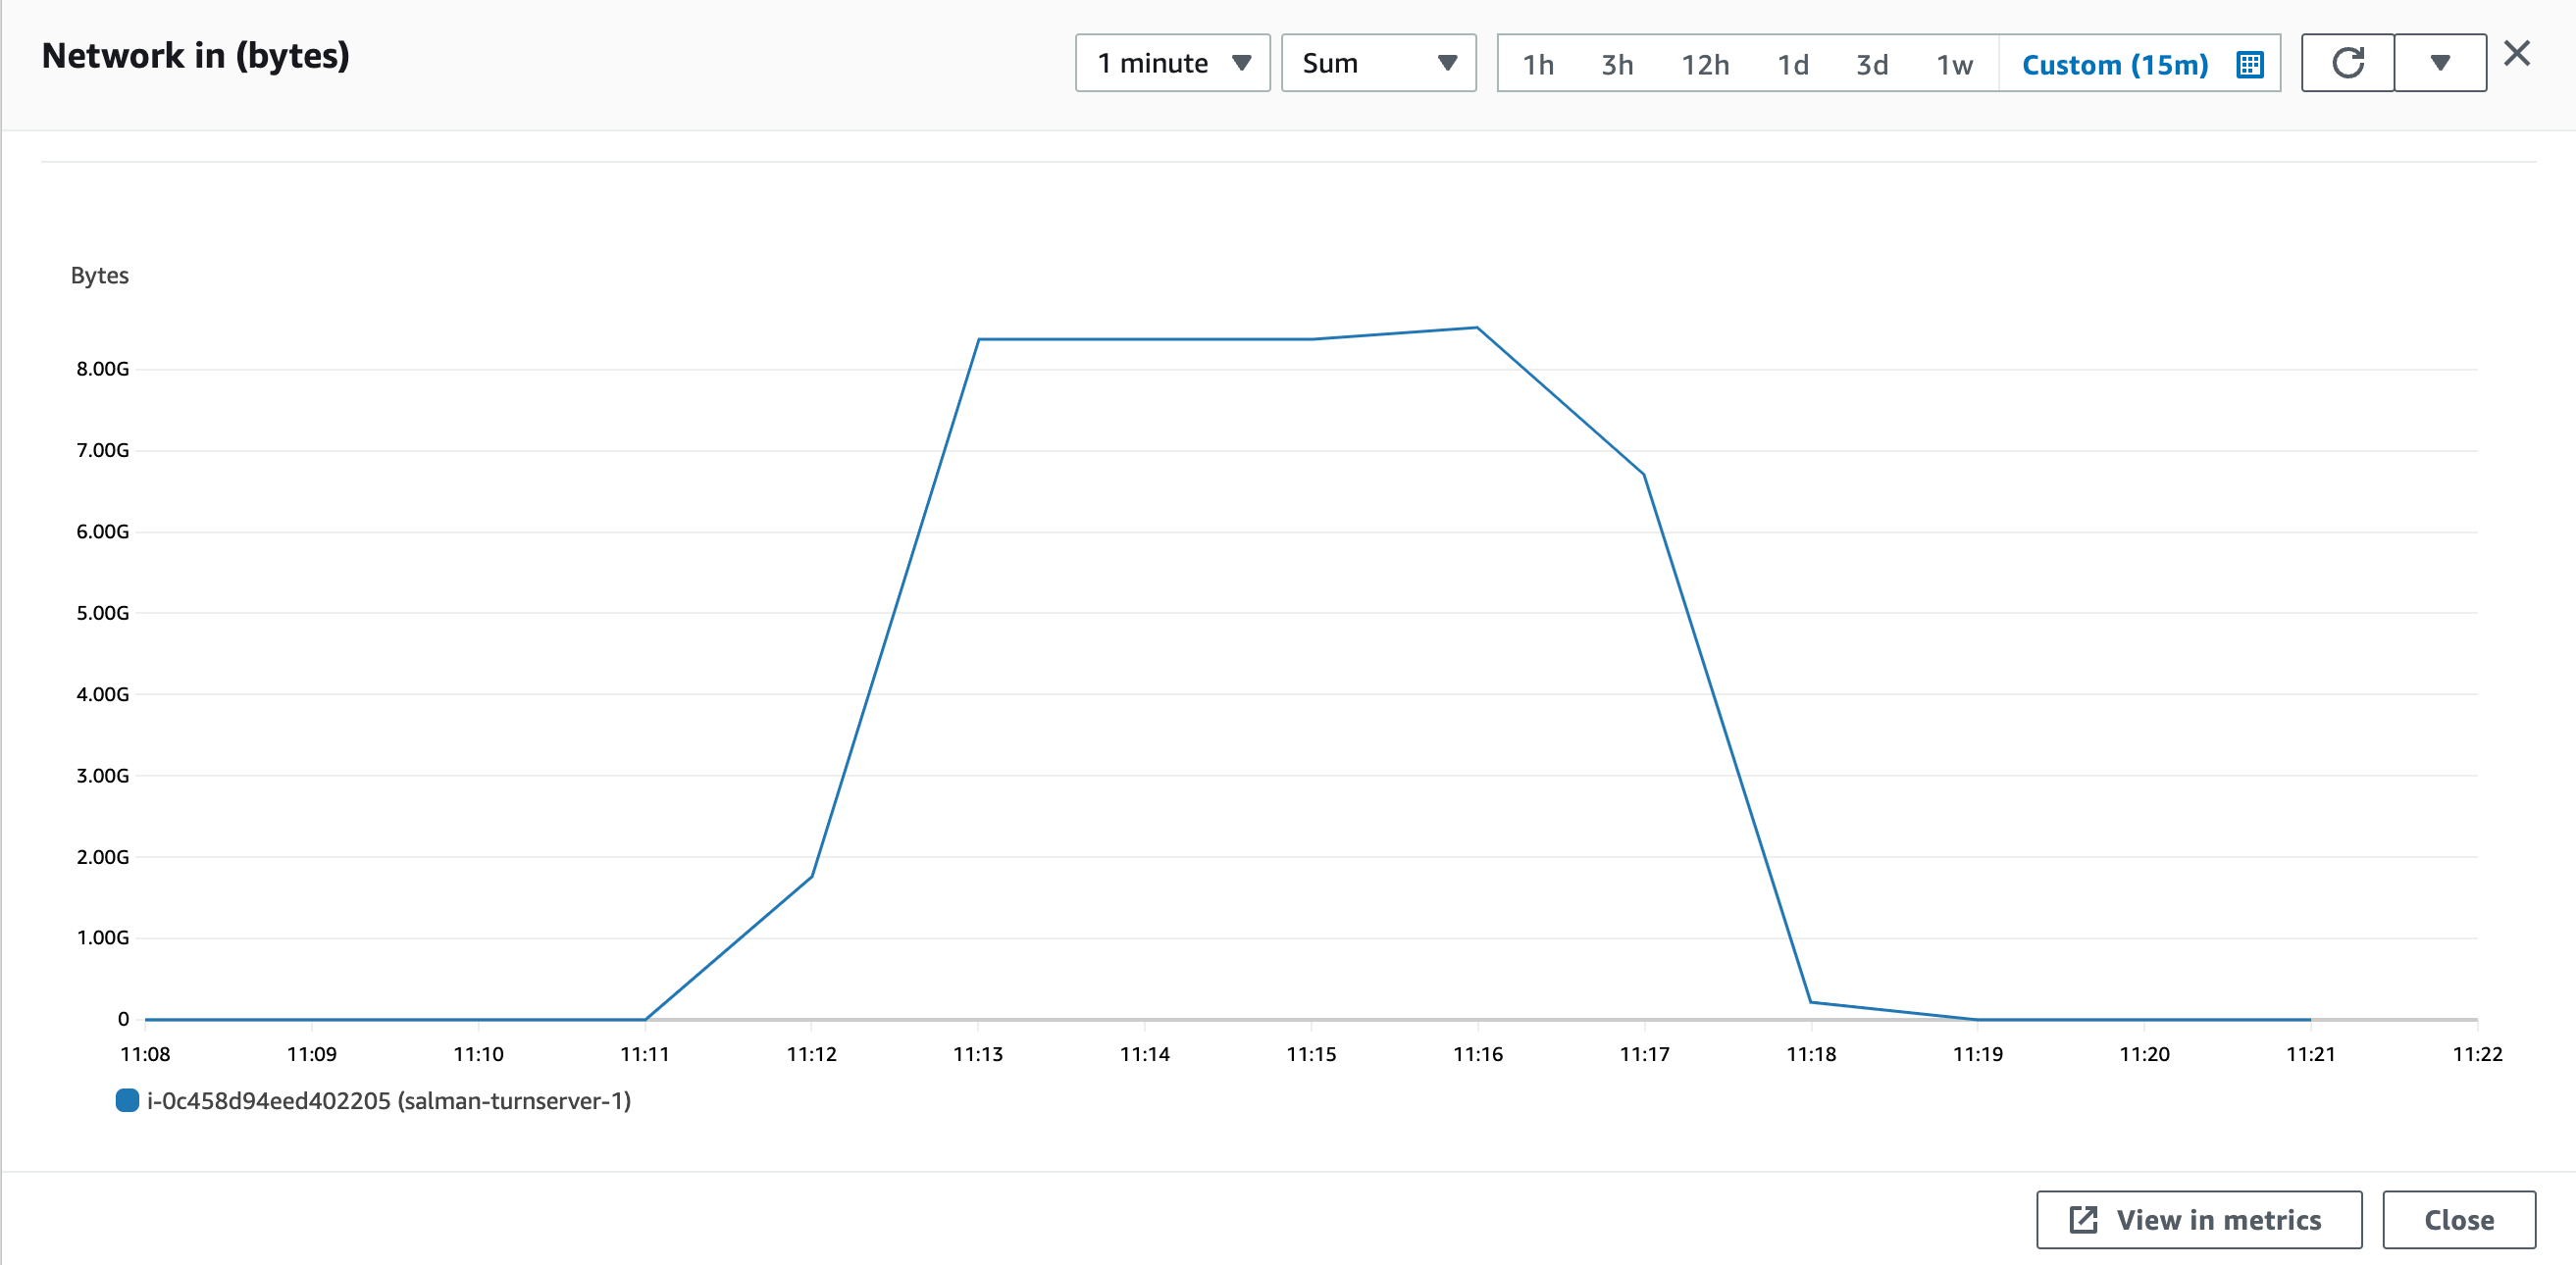 Network in (bytes)
1 minute
Sum
1h 3h 12h 1d 3d 1w Custom (15m)
Bytes
8.00G
7.00G
6.00G
5.00G
4.00G
3.00G
2.00G
1.00G
0
11:08 11:09 11:10 11:11 11:12 11:13 11:14 11:15 11:16 11:17 11:18 11:19 11:20 11:21 11:22
i-0c458d94eed402205 (salman-turnserver-1)
View in metrics
Close